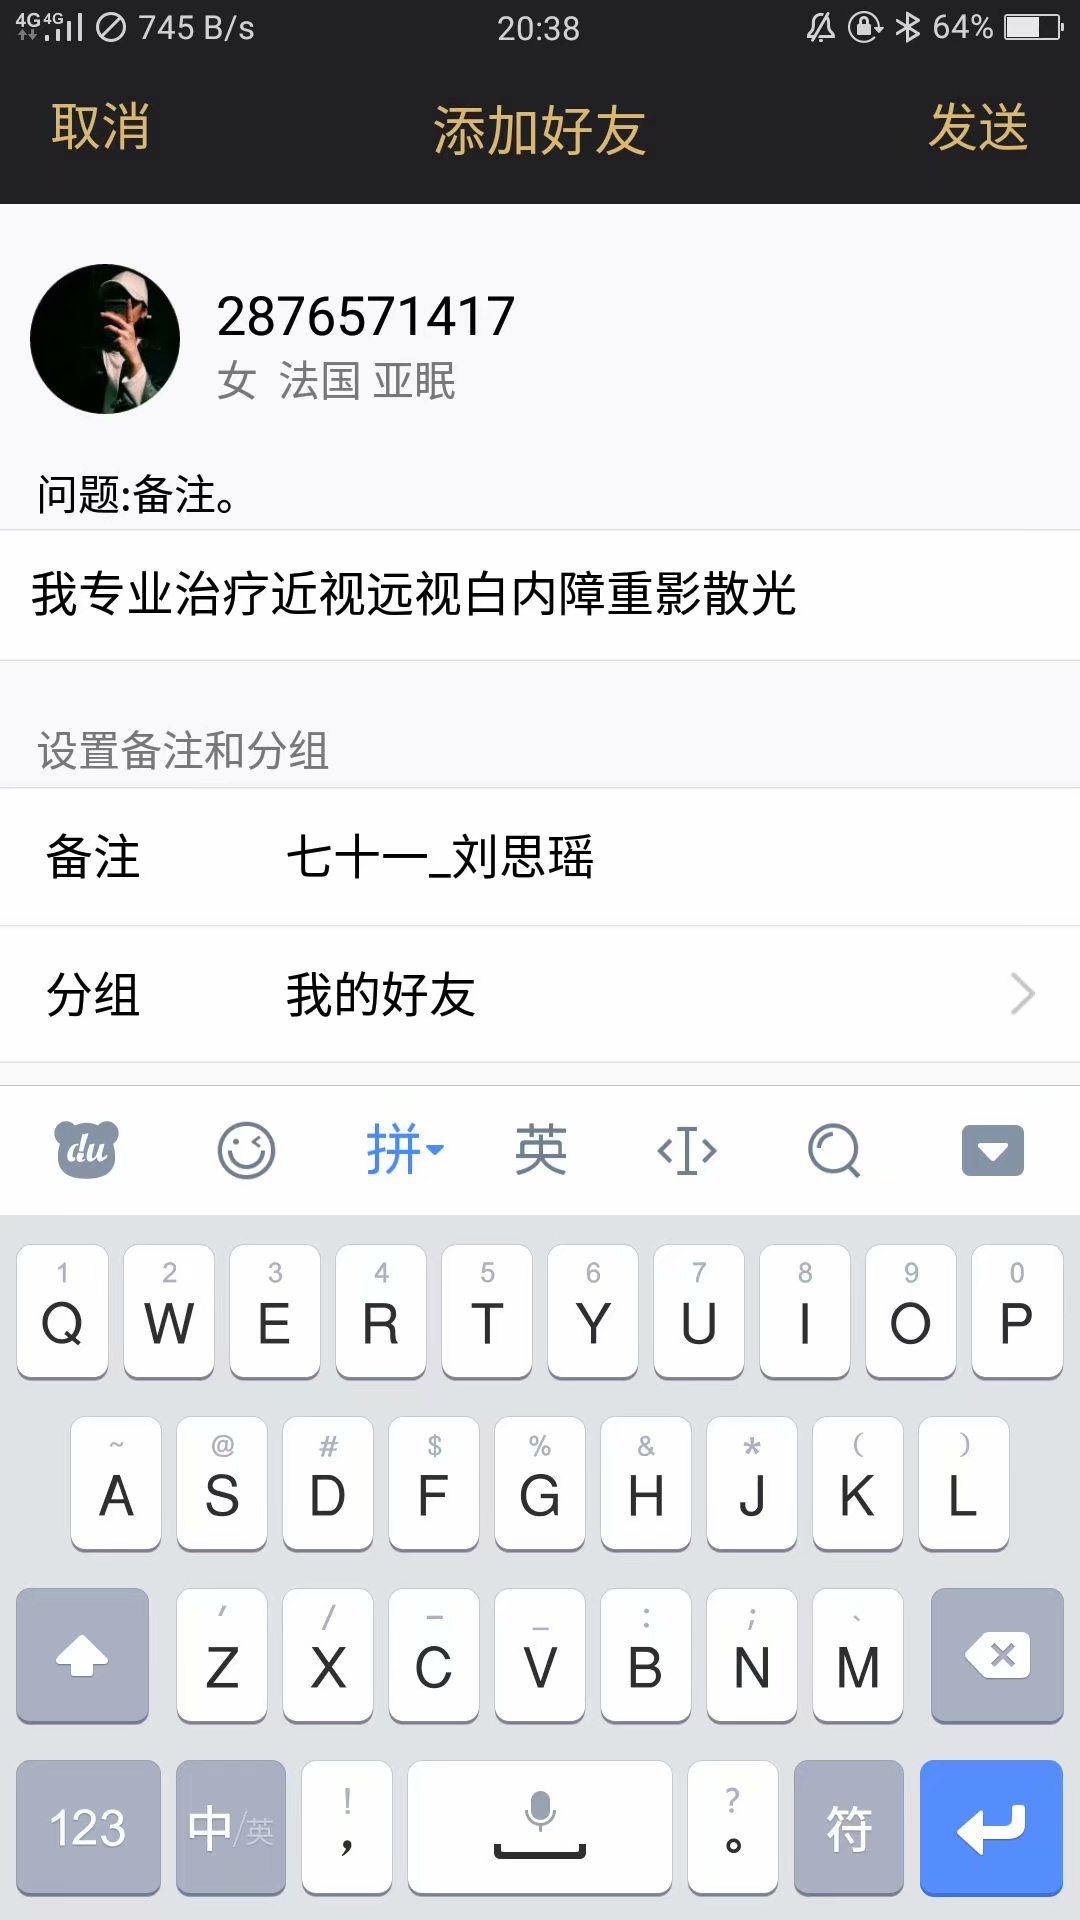 4G 4G 745 B/s 20:38 64%
取消 添加好友 发送
2876571417
女 法国 亚眠
问题:备注。
我专业治疗近视远视白内障重影散光
设置备注和分组
备注 七十一_刘思瑶
分组 我的好友
du 拼 英
1 2 3 4 5 6 7 8 9 0
Q W E R T Y U I O P
~ @ # $ % & * ( )
A S D F G H J K L
' / - _ : ; `
Z X C V B N M
! ?
123 中/英 , 。 符